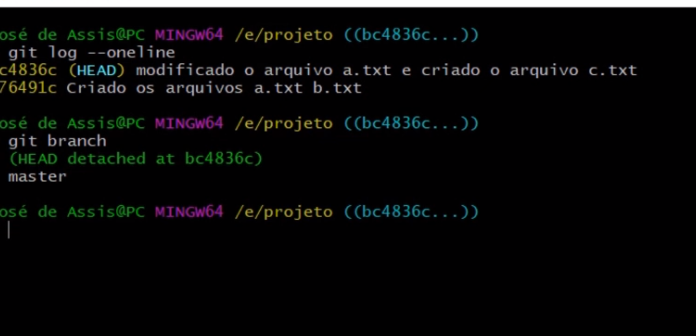 osé de Assis@PC MINGW64 /e/projeto ((bc4836c...))
git log --oneline
c4836c (HEAD) modificado o arquivo a.txt e criado o arquivo c.txt
76491c Criado os arquivos a.txt b.txt
osé de Assis@PC MINGW64 /e/projeto ((bc4836c...))
git branch
(HEAD detached at bc4836c)
master
osé de Assis@PC MINGW64 /e/projeto ((bc4836c...))